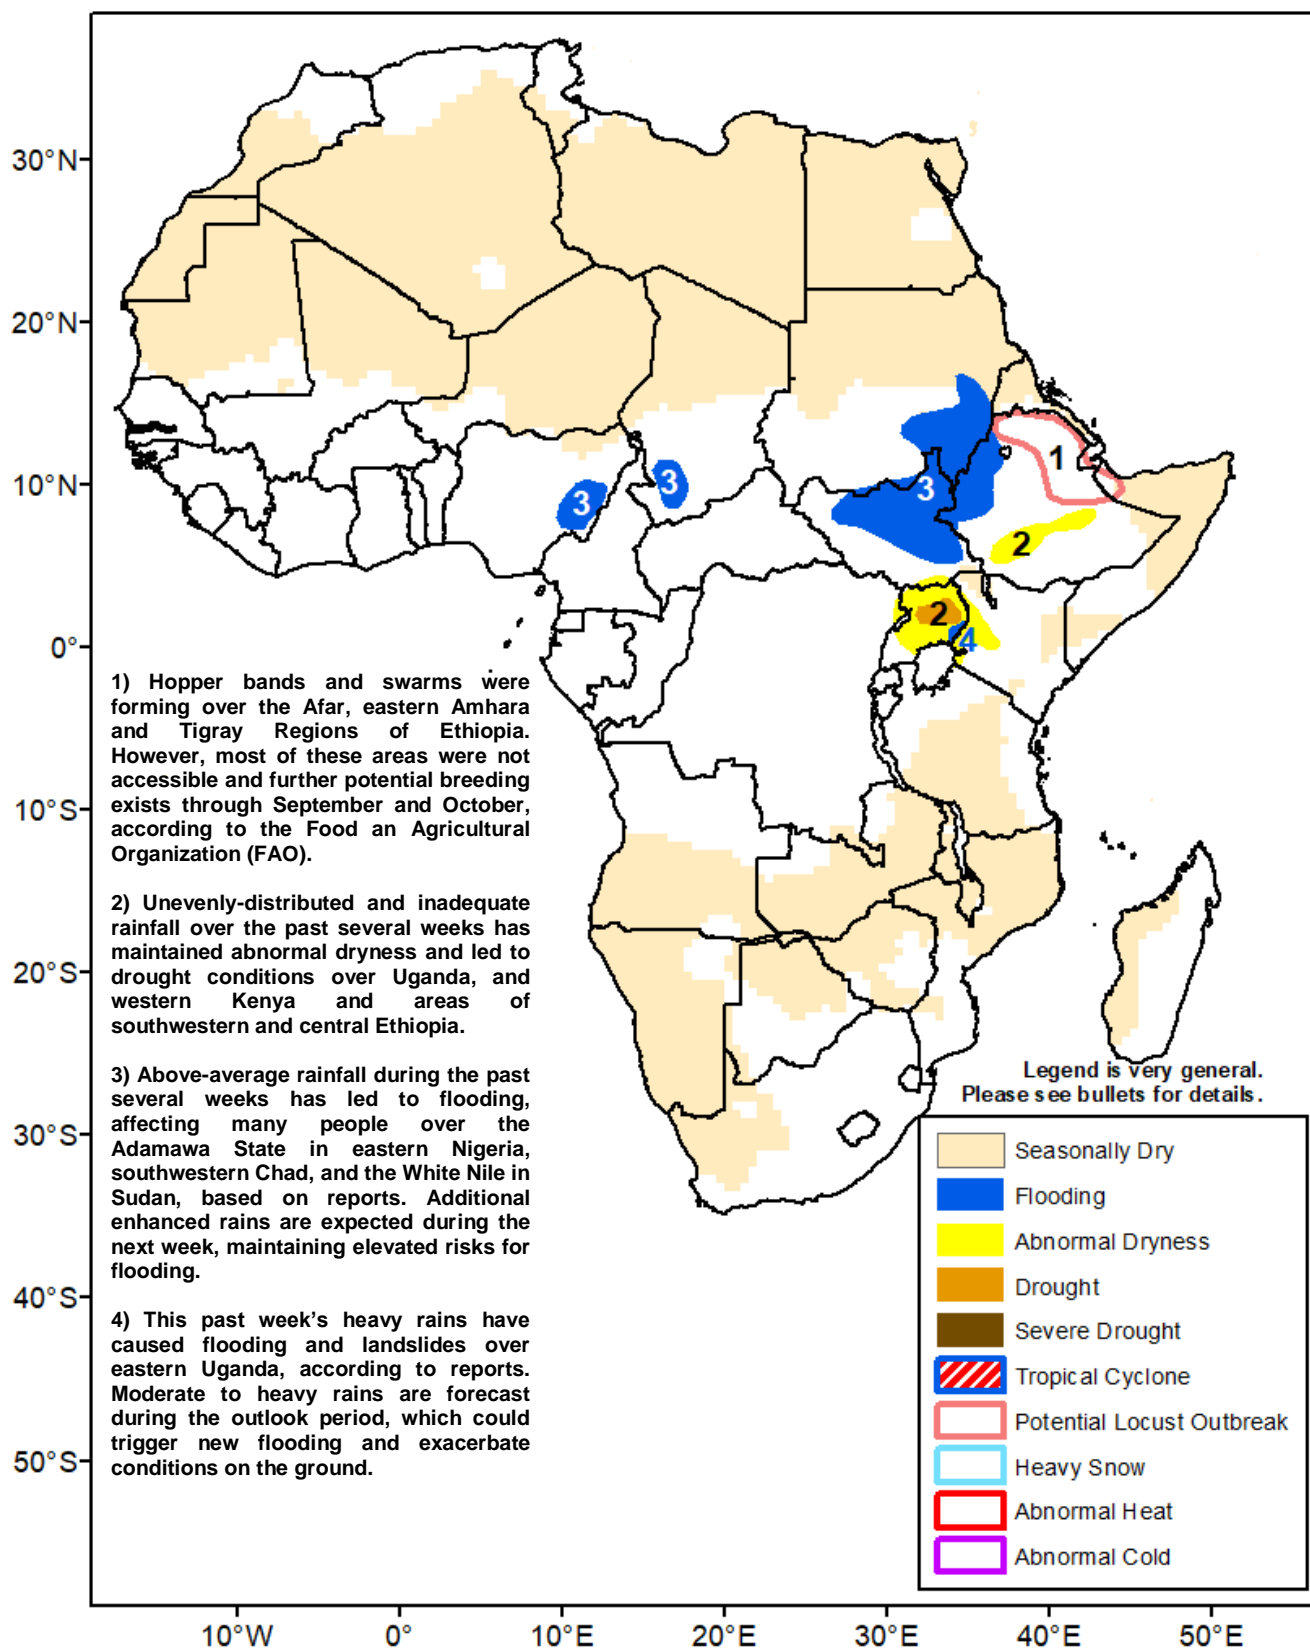 30°N
20°N
10°N
0°
10°S
20°S
30°S
40°S
50°S
10°W
0°
10°E
20°E
30°E
40°E
50°E
1
2
3
3
3
2
4
1) Hopper bands and swarms were
forming over the Afar, eastern Amhara
and Tigray Regions of Ethiopia.
However, most of these areas were not
accessible and further potential breeding
exists through September and October,
according to the Food an Agricultural
Organization (FAO).
2) Unevenly-distributed and inadequate
rainfall over the past several weeks has
maintained abnormal dryness and led to
drought conditions over Uganda, and
western Kenya and areas of
southwestern and central Ethiopia.
3) Above-average rainfall during the past
several weeks has led to flooding,
affecting many people over the
Adamawa State in eastern Nigeria,
southwestern Chad, and the White Nile in
Sudan, based on reports. Additional
enhanced rains are expected during the
next week, maintaining elevated risks for
flooding.
4) This past week's heavy rains have
caused flooding and landslides over
eastern Uganda, according to reports.
Moderate to heavy rains are forecast
during the outlook period, which could
trigger new flooding and exacerbate
conditions on the ground.
Legend is very general.
Please see bullets for details.
Seasonally Dry
Flooding
Abnormal Dryness
Drought
Severe Drought
Tropical Cyclone
Potential Locust Outbreak
Heavy Snow
Abnormal Heat
Abnormal Cold